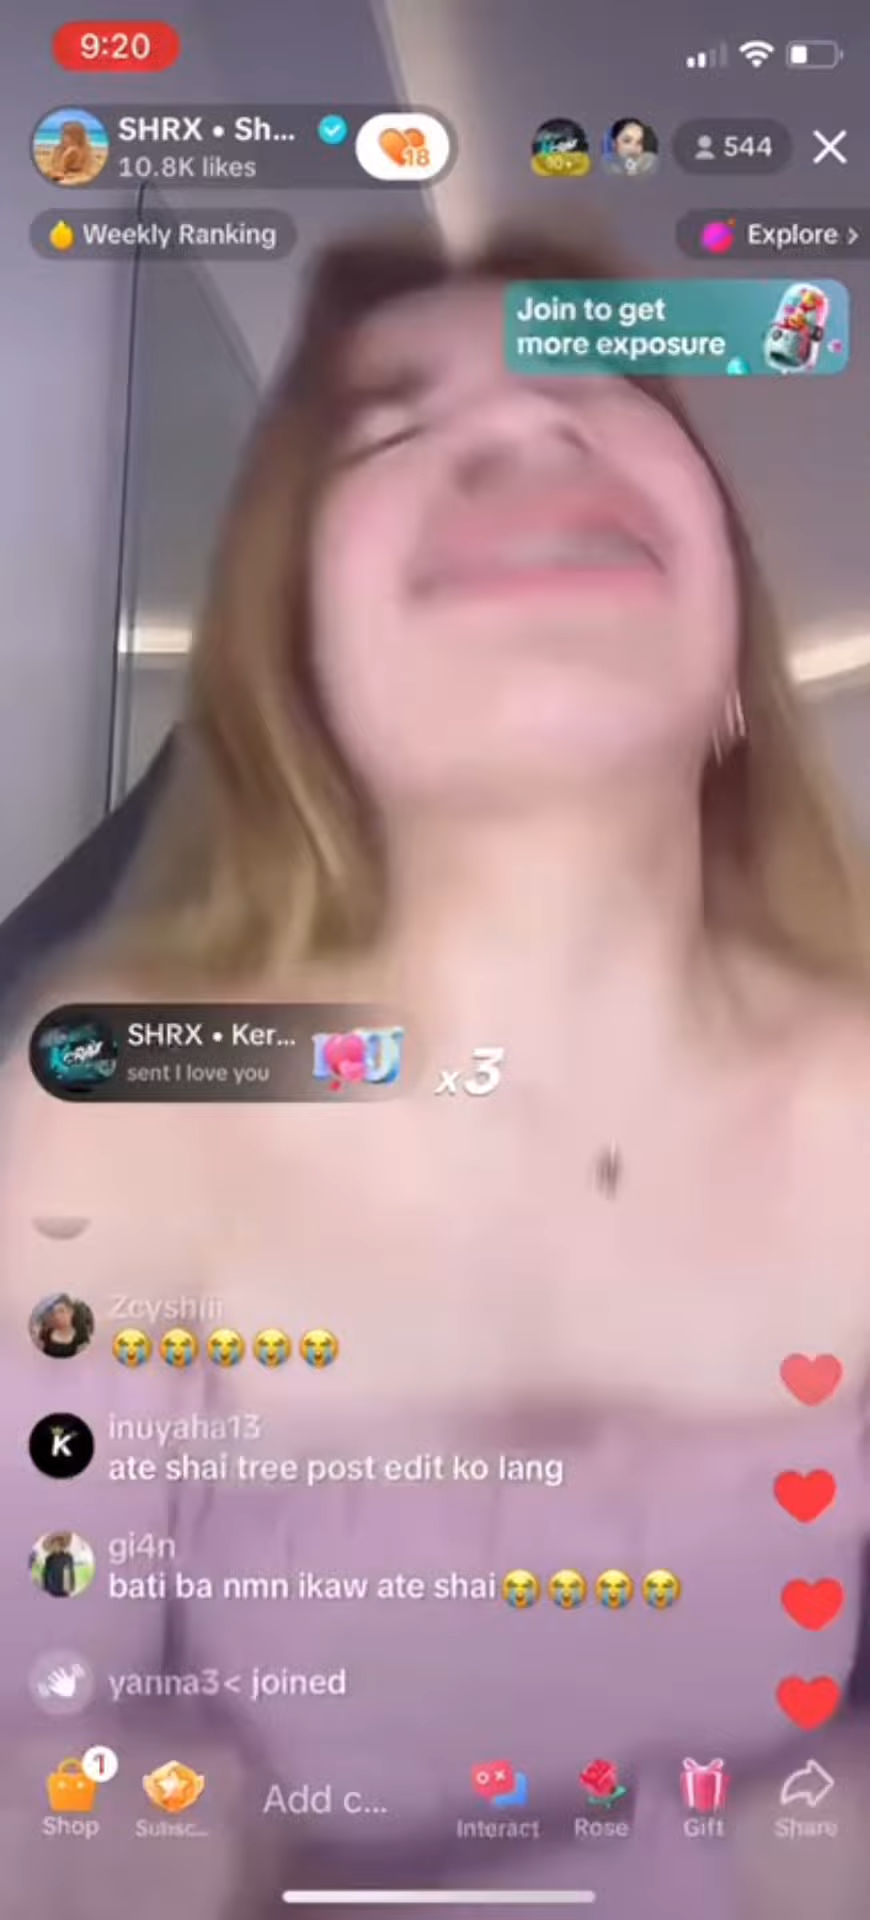 9:20
SHRX • Sh...
10.8K likes
18
544
Weekly Ranking
Explore >
Join to get
more exposure
SHRX • Ker...
sent I love you
x3
Zcyshiii
inuyaha13
ate shai tree post edit ko lang
gi4n
bati ba nmn ikaw ate shai
yanna3< joined
1
Shop
Subsc...
Add c...
Interact
Rose
Gift
Share